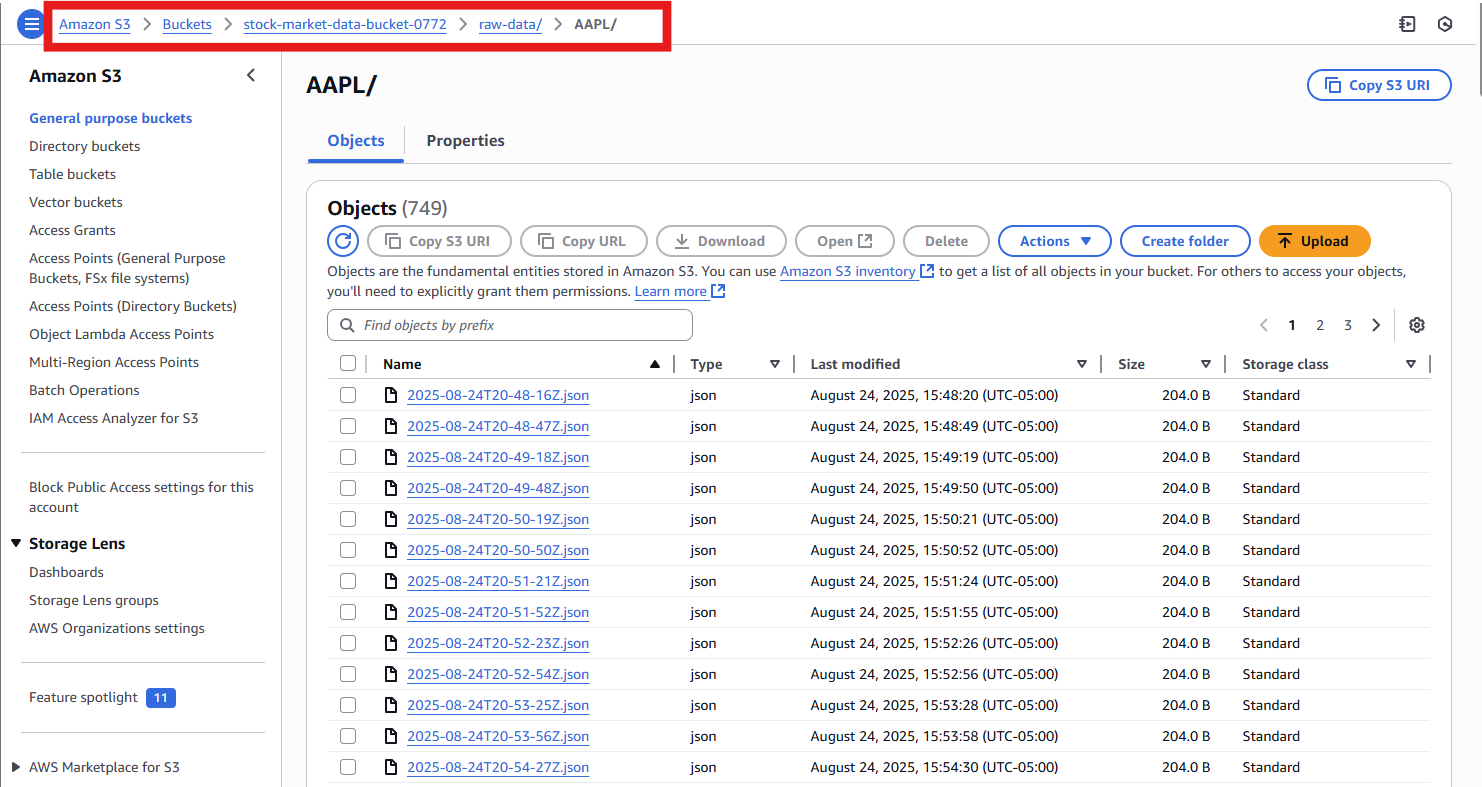 Amazon S3 > Buckets > stock-market-data-bucket-0772 > raw-data/ > AAPL/
Amazon S3
General purpose buckets
Directory buckets
Table buckets
Vector buckets
Access Grants
Access Points (General Purpose
Buckets, FSx file systems)
Access Points (Directory Buckets)
Object Lambda Access Points
Multi-Region Access Points
Batch Operations
IAM Access Analyzer for S3
Block Public Access settings for this
account
Storage Lens
Dashboards
Storage Lens groups
AWS Organizations settings
Feature spotlight 11
AWS Marketplace for S3
AAPL/
Copy S3 URI
Objects Properties
Objects (749)
Copy S3 URI Copy URL Download Open Delete Actions Create folder Upload
Objects are the fundamental entities stored in Amazon S3. You can use Amazon S3 inventory to get a list of all objects in your bucket. For others to access your objects,
you'll need to explicitly grant them permissions. Learn more
Find objects by prefix
1 2 3
Name Type Last modified Size Storage class
2025-08-24T20-48-16Z.json json August 24, 2025, 15:48:20 (UTC-05:00) 204.0 B Standard
2025-08-24T20-48-47Z.json json August 24, 2025, 15:48:49 (UTC-05:00) 204.0 B Standard
2025-08-24T20-49-18Z.json json August 24, 2025, 15:49:19 (UTC-05:00) 204.0 B Standard
2025-08-24T20-49-48Z.json json August 24, 2025, 15:49:50 (UTC-05:00) 204.0 B Standard
2025-08-24T20-50-19Z.json json August 24, 2025, 15:50:21 (UTC-05:00) 204.0 B Standard
2025-08-24T20-50-50Z.json json August 24, 2025, 15:50:52 (UTC-05:00) 204.0 B Standard
2025-08-24T20-51-21Z.json json August 24, 2025, 15:51:24 (UTC-05:00) 204.0 B Standard
2025-08-24T20-51-52Z.json json August 24, 2025, 15:51:55 (UTC-05:00) 204.0 B Standard
2025-08-24T20-52-23Z.json json August 24, 2025, 15:52:26 (UTC-05:00) 204.0 B Standard
2025-08-24T20-52-54Z.json json August 24, 2025, 15:52:56 (UTC-05:00) 204.0 B Standard
2025-08-24T20-53-25Z.json json August 24, 2025, 15:53:28 (UTC-05:00) 204.0 B Standard
2025-08-24T20-53-56Z.json json August 24, 2025, 15:53:58 (UTC-05:00) 204.0 B Standard
2025-08-24T20-54-27Z.json json August 24, 2025, 15:54:30 (UTC-05:00) 204.0 B Standard